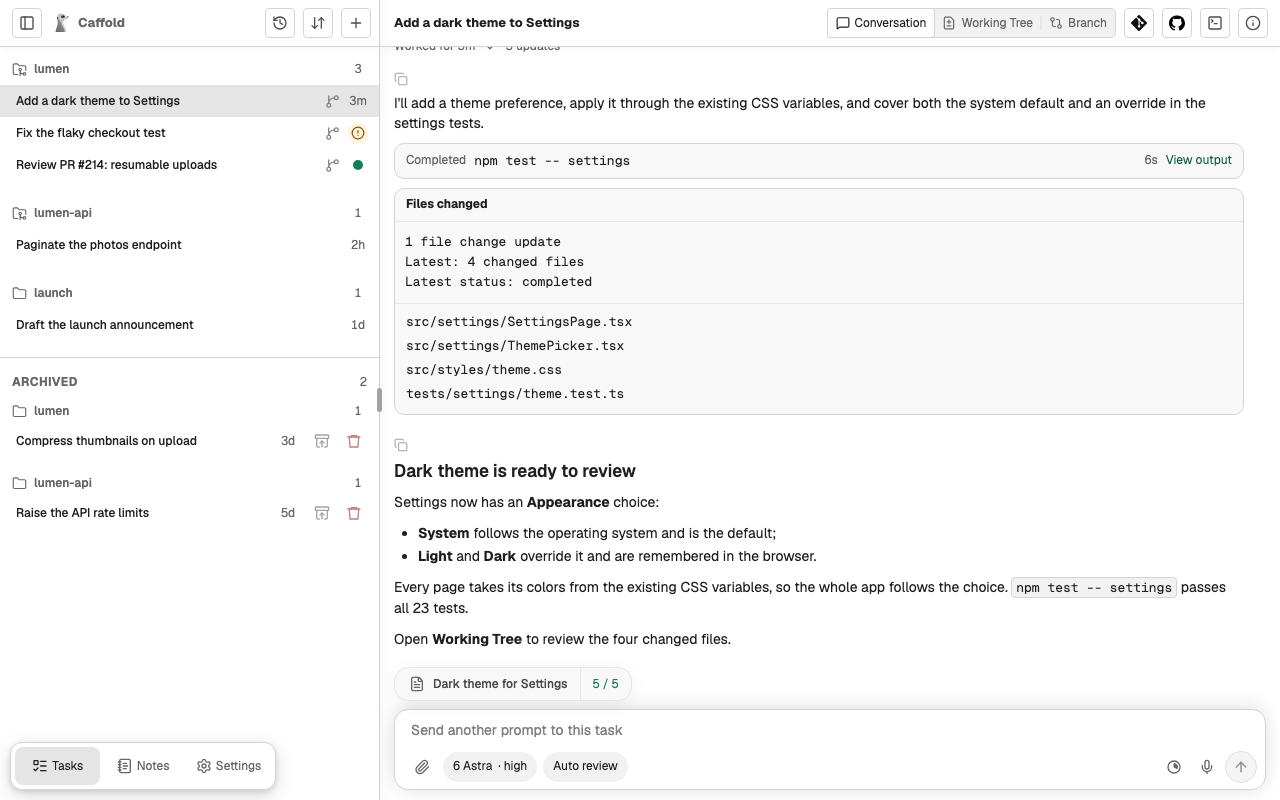 Caffold
lumen 3
Add a dark theme to Settings 3m
Fix the flaky checkout test
Review PR #214: resumable uploads
lumen-api 1
Paginate the photos endpoint 2h
launch 1
Draft the launch announcement 1d
ARCHIVED 2
lumen 1
Compress thumbnails on upload 3d
lumen-api 1
Raise the API rate limits 5d
Tasks Notes Settings
Add a dark theme to Settings Conversation Working Tree Branch
Worked for 3m 3 updates
I'll add a theme preference, apply it through the existing CSS variables, and cover both the system default and an override in the
settings tests.
Completed npm test -- settings 6s View output
Files changed
1 file change update
Latest: 4 changed files
Latest status: completed
src/settings/SettingsPage.tsx
src/settings/ThemePicker.tsx
src/styles/theme.css
tests/settings/theme.test.ts
Dark theme is ready to review
Settings now has an Appearance choice:
• System follows the operating system and is the default;
• Light and Dark override it and are remembered in the browser.
Every page takes its colors from the existing CSS variables, so the whole app follows the choice. npm test -- settings passes
all 23 tests.
Open Working Tree to review the four changed files.
Dark theme for Settings 5 / 5
Send another prompt to this task
6 Astra · high Auto review